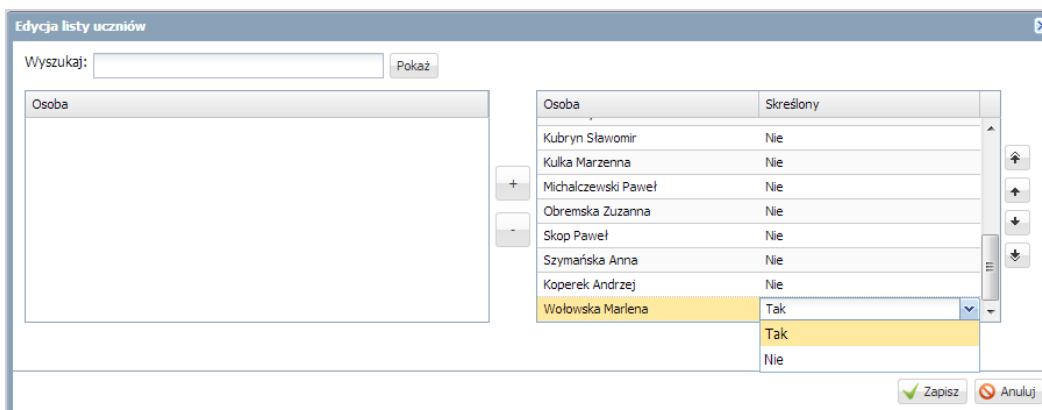 Edycja listy uczniów
Wyszukaj:
Pokaż
Osoba
Osoba Skreślony
Kubryn Sławomir Nie
Kulka Marzenna Nie
Michalczewski Paweł Nie
+
Obremska Zuzanna Nie
-
Skop Paweł Nie
Szymańska Anna Nie
Koperek Andrzej Nie
Wołowska Marlena Tak
Tak
Nie
Zapisz Anuluj